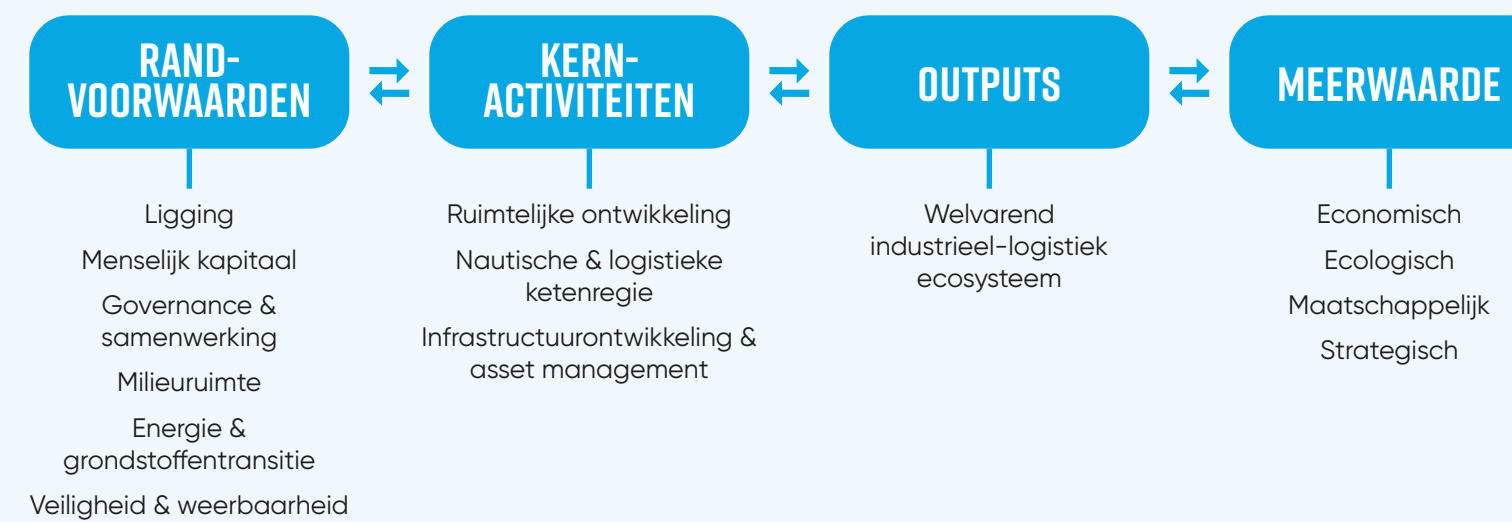 RAND-
VOORWAARDEN
Ligging
Menselijk kapitaal
Governance &
samenwerking
Milieuruimte
Energie &
grondstoffentransitie
Veiligheid & weerbaarheid
KERN-
ACTIVITEITEN
Ruimtelijke ontwikkeling
Nautische & logistieke
ketenregie
Infrastructuurontwikkeling &
asset management
OUTPUTS
Welvarend
industrieel-logistiek
ecosysteem
MEERWAARDE
Economisch
Ecologisch
Maatschappelijk
Strategisch